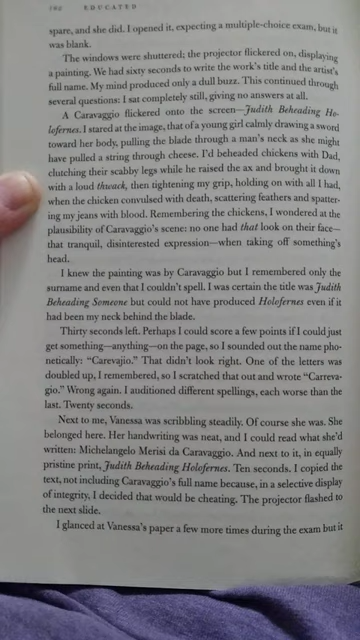 162 EDUCATED
spare, and she did. I opened it, expecting a multiple-choice exam, but it
was blank.
The windows were shuttered; the projector flickered on, displaying
a painting. We had sixty seconds to write the work's title and the artist's
full name. My mind produced only a dull buzz. This continued through
several questions: I sat completely still, giving no answers at all.
A Caravaggio flickered onto the screen—Judith Beheading Ho-
lofernes. I stared at the image, that of a young girl calmly drawing a sword
toward her body, pulling the blade through a man's neck as she might
have pulled a string through cheese. I'd beheaded chickens with Dad,
clutching their scabby legs while he raised the ax and brought it down
with a loud thwack, then tightening my grip, holding on with all I had,
when the chicken convulsed with death, scattering feathers and spatter-
ing my jeans with blood. Remembering the chickens, I wondered at the
plausibility of Caravaggio's scene: no one had that look on their face—
that tranquil, disinterested expression—when taking off something's
head.
I knew the painting was by Caravaggio but I remembered only the
surname and even that I couldn't spell. I was certain the title was Judith
Beheading Someone but could not have produced Holofernes even if it
had been my neck behind the blade.
Thirty seconds left. Perhaps I could score a few points if I could just
get something—anything—on the page, so I sounded out the name pho-
netically: "Carevajio." That didn't look right. One of the letters was
doubled up, I remembered, so I scratched that out and wrote "Carreva-
gio." Wrong again. I auditioned different spellings, each worse than the
last. Twenty seconds.
Next to me, Vanessa was scribbling steadily. Of course she was. She
belonged here. Her handwriting was neat, and I could read what she'd
written: Michelangelo Merisi da Caravaggio. And next to it, in equally
pristine print, Judith Beheading Holofernes. Ten seconds. I copied the
text, not including Caravaggio's full name because, in a selective display
of integrity, I decided that would be cheating. The projector flashed to
the next slide.
I glanced at Vanessa's paper a few more times during the exam but it